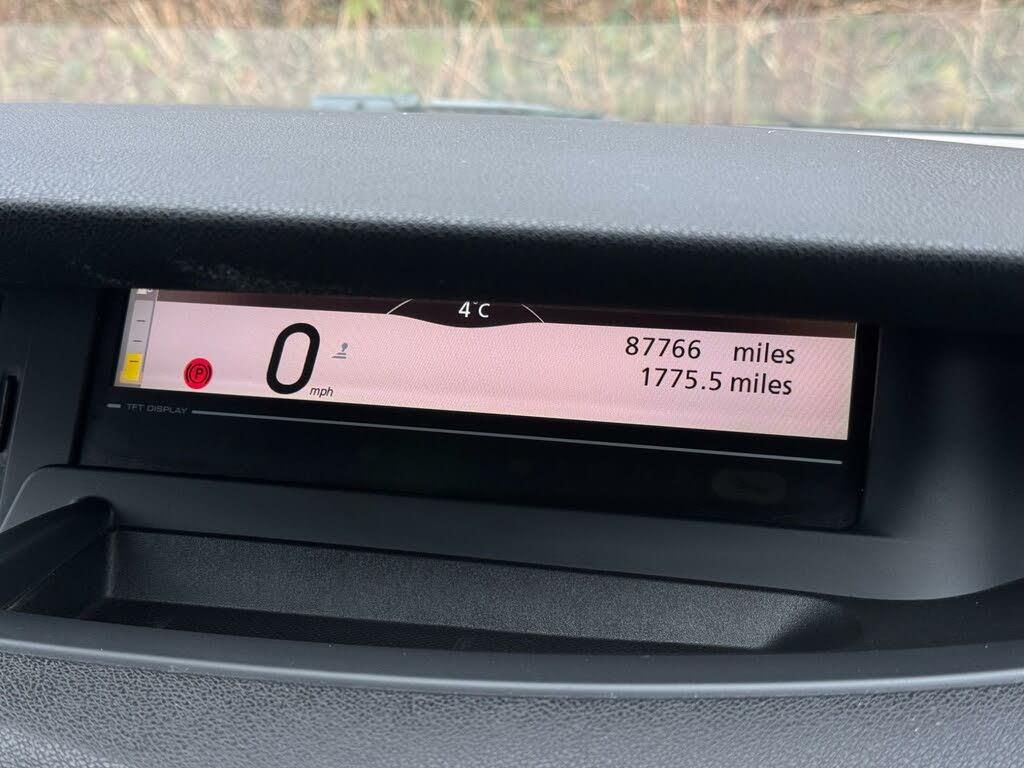 4°C
87766 miles
0 mph
1775.5 miles
P
TFT DISPLAY